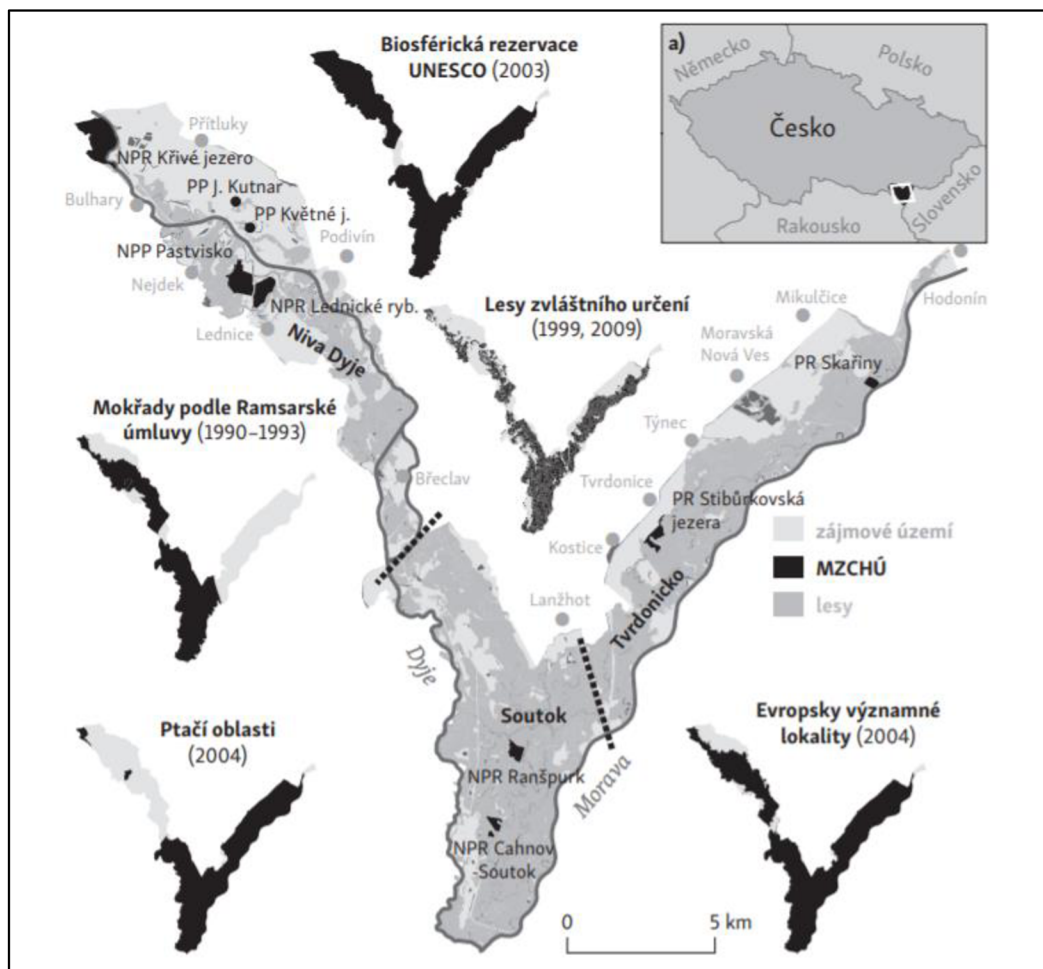 Biosférická rezervace
UNESCO (2003)
a)
Německo
Polsko
Česko
Rakousko
Slovensko
Přítluky
NPR Křivé jezero
PP J. Kutnar
Bulhary
PP Květné j.
Podivín
NPP Pastvisko
Nejdek
NPR Lednické ryb.
Lednice
Niva Dyje
Lesy zvláštního určení
(1999, 2009)
Mikulčice
Hodonín
Moravská
Nová Ves
PR Skařiny
Mokřady podle Ramsarské
úmluvy (1990–1993)
Týnec
Břeclav
Tvrdonice
PR Stibůrkovská
jezera
Kostice
zájmové území
MZCHÚ
lesy
Lanžhot
Tvrdonicko
Dyje
Soutok
Morava
Ptačí oblasti
(2004)
Evropsky významné
lokality (2004)
NPR Ranšpurk
NPR Cahnov
-Soutok
0
5 km